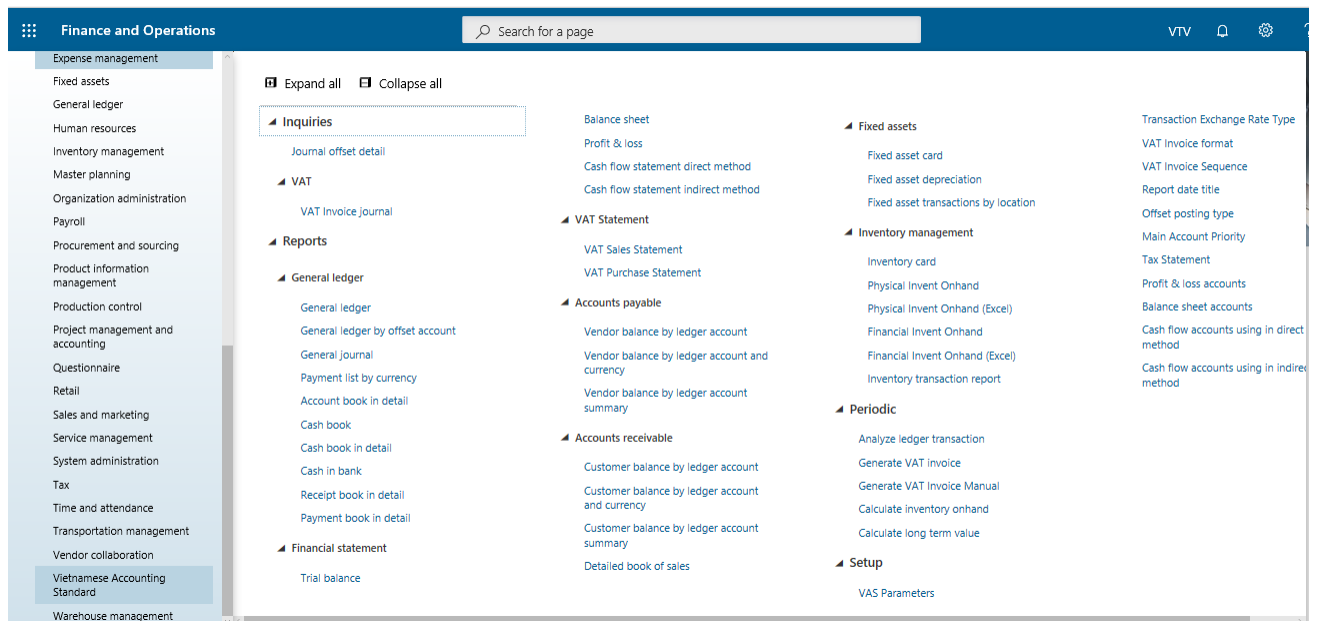 Finance and Operations
Search for a page
VTV
?
Expense management
Fixed assets
General ledger
Human resources
Inventory management
Master planning
Organization administration
Payroll
Procurement and sourcing
Product information
management
Production control
Project management and
accounting
Questionnaire
Retail
Sales and marketing
Service management
System administration
Tax
Time and attendance
Transportation management
Vendor collaboration
Vietnamese Accounting
Standard
Warehouse management
Expand all
Collapse all
Inquiries
Journal offset detail
VAT
VAT Invoice journal
Reports
General ledger
General ledger
General ledger by offset account
General journal
Payment list by currency
Account book in detail
Cash book
Cash book in detail
Cash in bank
Receipt book in detail
Payment book in detail
Financial statement
Trial balance
Balance sheet
Profit & loss
Cash flow statement direct method
Cash flow statement indirect method
VAT Statement
VAT Sales Statement
VAT Purchase Statement
Accounts payable
Vendor balance by ledger account
Vendor balance by ledger account and
currency
Vendor balance by ledger account
summary
Accounts receivable
Customer balance by ledger account
Customer balance by ledger account
and currency
Customer balance by ledger account
summary
Detailed book of sales
Fixed assets
Fixed asset card
Fixed asset depreciation
Fixed asset transactions by location
Inventory management
Inventory card
Physical Invent Onhand
Physical Invent Onhand (Excel)
Financial Invent Onhand
Financial Invent Onhand (Excel)
Inventory transaction report
Periodic
Analyze ledger transaction
Generate VAT invoice
Generate VAT Invoice Manual
Calculate inventory onhand
Calculate long term value
Setup
VAS Parameters
Transaction Exchange Rate Type
VAT Invoice format
VAT Invoice Sequence
Report date title
Offset posting type
Main Account Priority
Tax Statement
Profit & loss accounts
Balance sheet accounts
Cash flow accounts using in direct
method
Cash flow accounts using in indirec
method